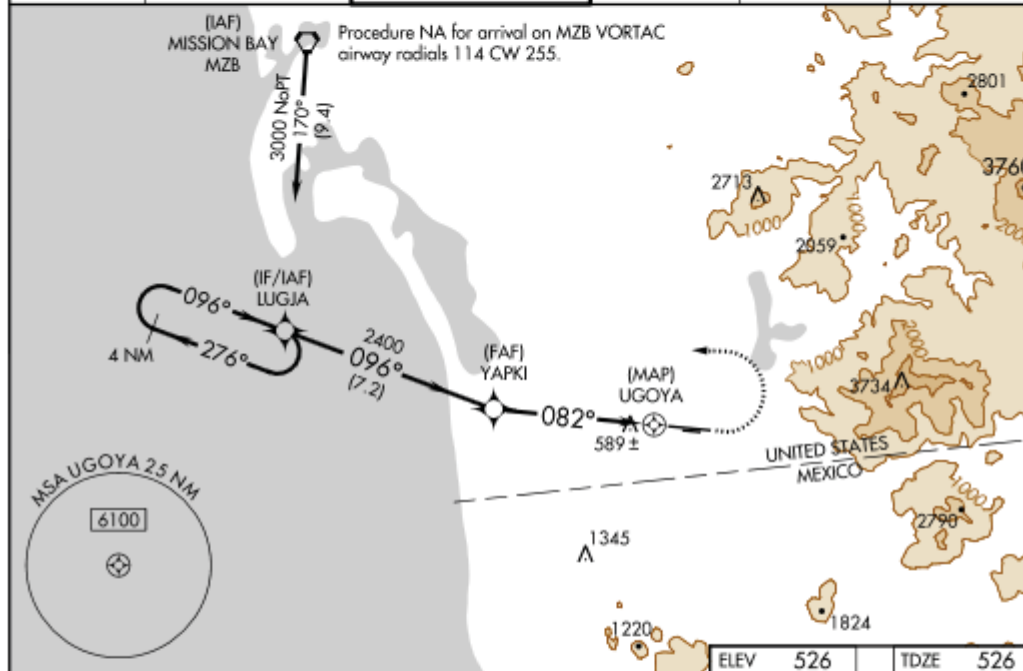 (IAF)
MISSION BAY
MZB
Procedure NA for arrival on MZB VORTAC
airway radials 114 CW 255.
3000 NoPT
170°
(9.4)
2801
3760
2713
1000
1000
2059
200
(IF/IAF)
LUGJA
096°
276°
4 NM
2400
096°
(7.2)
(FAF)
YAPKI
082°
(MAP)
UGOYA
589 ±
1000
3734
UNITED STATES
MEXICO
MSA UGOYA 25 NM
6100
1000
2790
1345
1824
1220
ELEV 526
TDZE 526